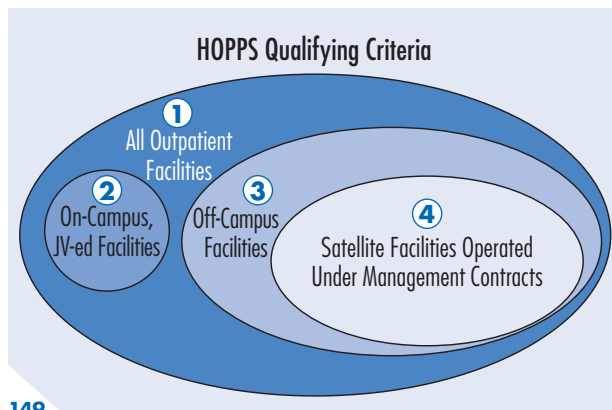 HOPPS Qualifying Criteria
1
All Outpatient
Facilities
2
On-Campus,
JV-ed Facilities
3
Off-Campus
Facilities
4
Satellite Facilities Operated
Under Management Contracts
149